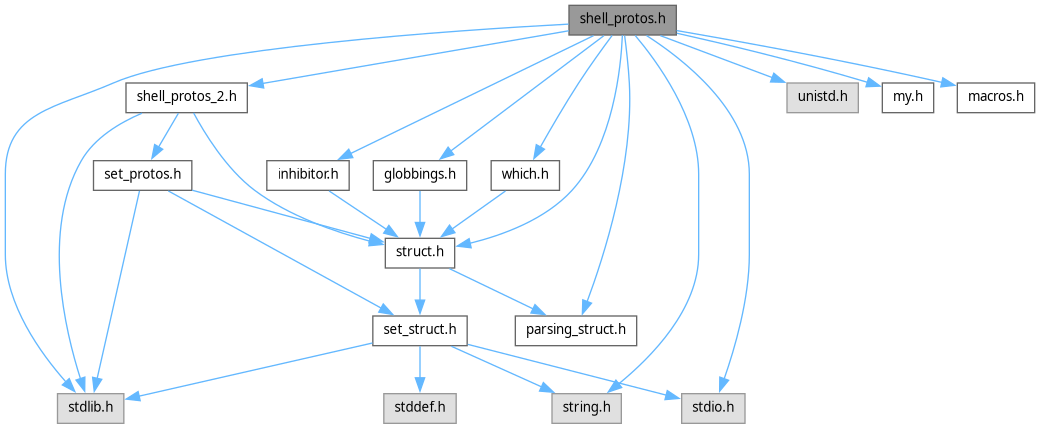 shell_protos.h
shell_protos_2.h
unistd.h
my.h
macros.h
set_protos.h
inhibitor.h
globbings.h
which.h
struct.h
set_struct.h
parsing_struct.h
stdlib.h
stddef.h
string.h
stdio.h